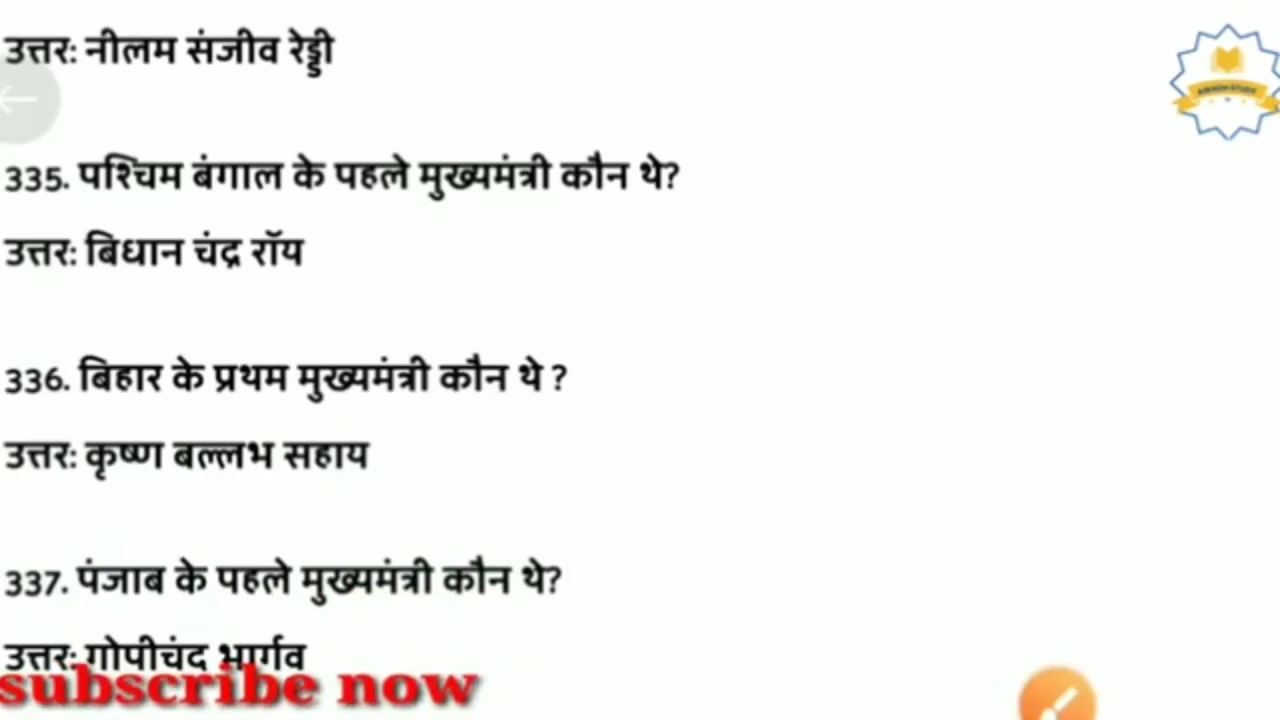 उत्तर: नीलम संजीव रेड्डी
335. पश्चिम बंगाल के पहले मुख्यमंत्री कौन थे?
उत्तर: बिधान चंद्र रॉय
336. बिहार के प्रथम मुख्यमंत्री कौन थे ?
उत्तर: कृष्ण बल्लभ सहाय
337. पंजाब के पहले मुख्यमंत्री कौन थे?
उत्तर: गोपीचंद भार्गव
subscribe now